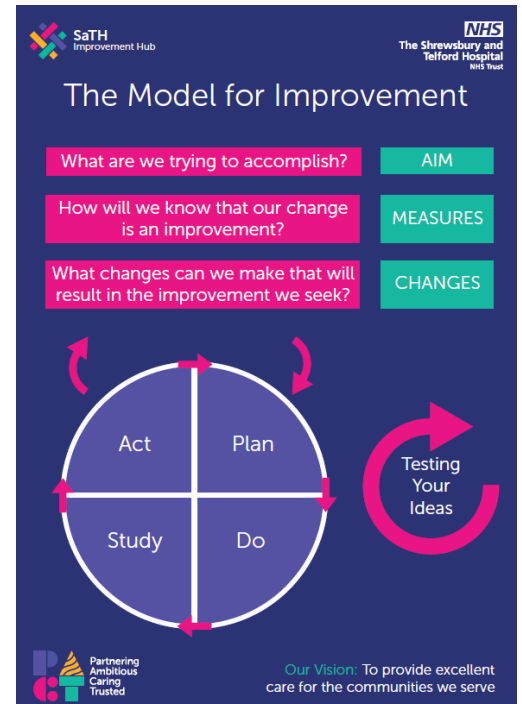 SaTH
Improvement Hub
NHS
The Shrewsbury and
Telford Hospital
NHS Trust
The Model for Improvement
What are we trying to accomplish?
AIM
How will we know that our change
is an improvement?
MEASURES
What changes can we make that will
result in the improvement we seek?
CHANGES
Act
Plan
Study
Do
Testing
Your
Ideas
PACT
Partnering
Ambitious
Caring
Trusted
Our Vision: To provide excellent
care for the communities we serve